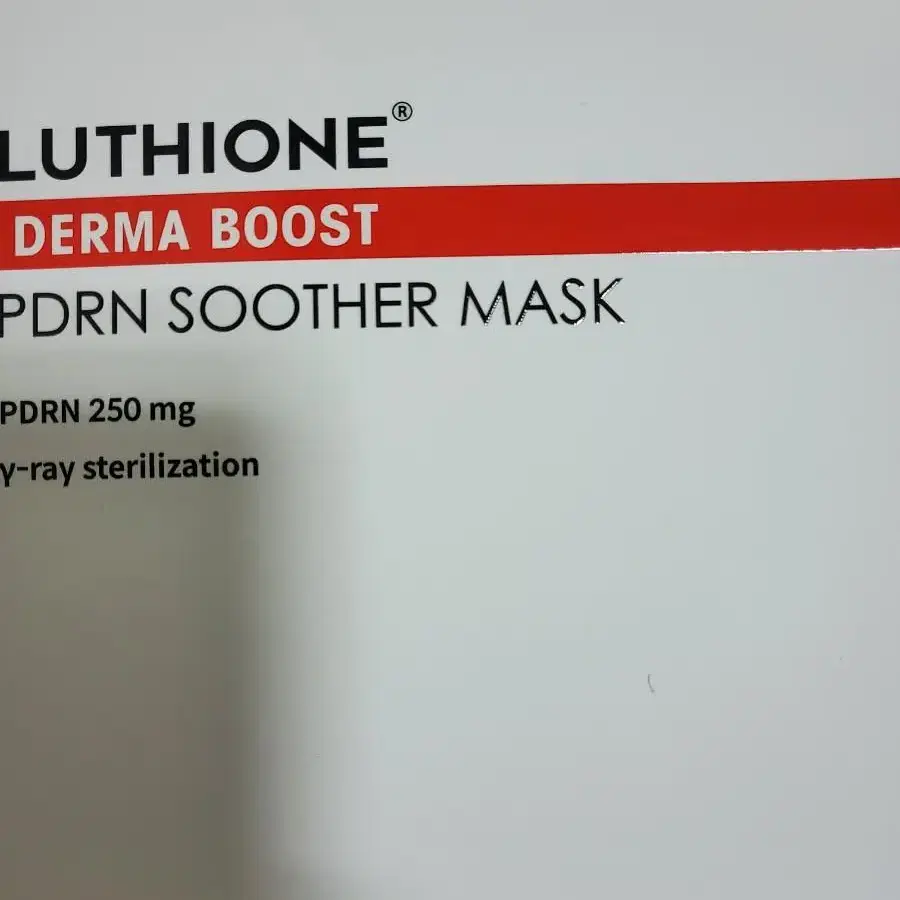 LUTHIONE®
DERMA BOOST
PDRN SOOTHER MASK
PDRN 250 mg
γ-ray sterilization